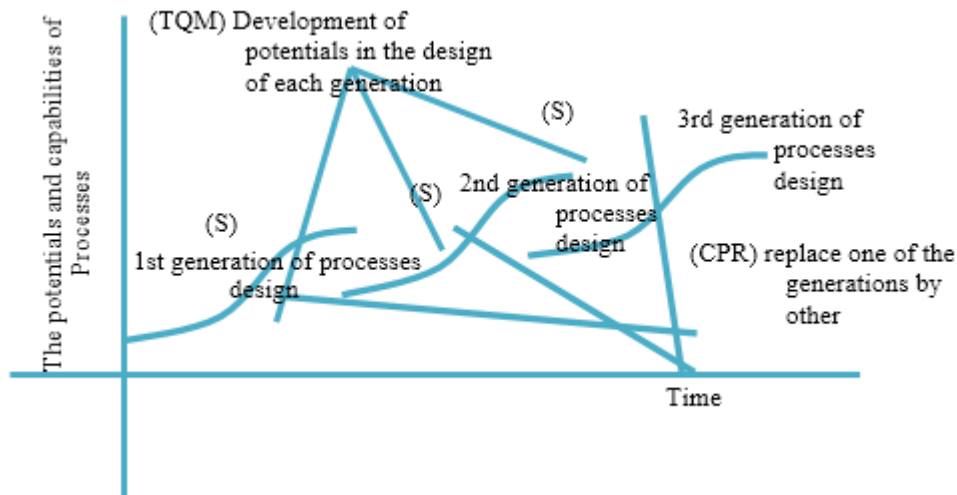 The potentials and capabilities of
Processes
(TQM) Development of
potentials in the design
of each generation
(S)
3rd generation of
processes
design
(S)
2nd generation of
processes
design
(S)
1st generation of processes
design
(CPR) replace one of the
generations by
other
Time